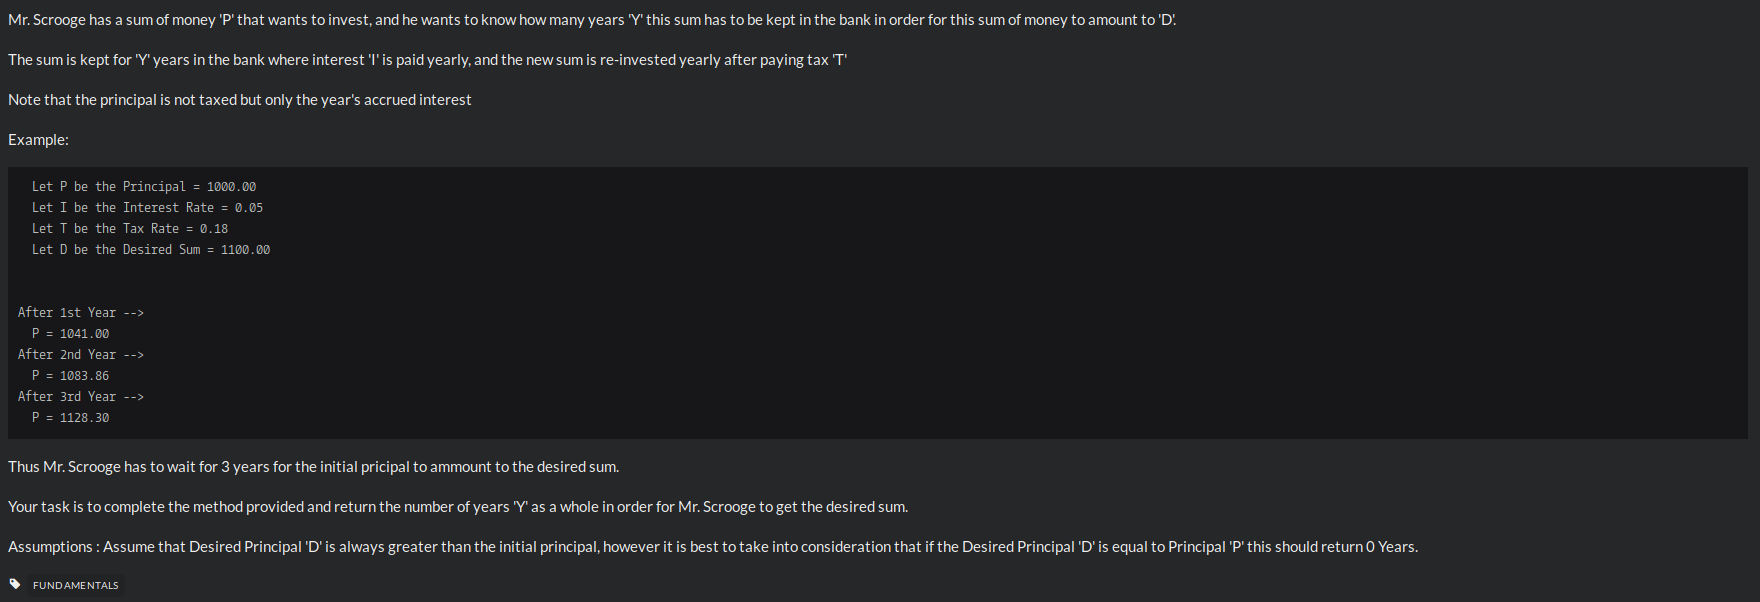 Mr. Scrooge has a sum of money 'P' that wants to invest, and he wants to know how many years 'Y' this sum has to be kept in the bank in order for this sum of money to amount to 'D'.
The sum is kept for 'Y' years in the bank where interest 'I' is paid yearly, and the new sum is re-invested yearly after paying tax 'T'
Note that the principal is not taxed but only the year's accrued interest
Example:
Let P be the Principal = 1000.00
Let I be the Interest Rate = 0.05
Let T be the Tax Rate = 0.18
Let D be the Desired Sum = 1100.00
After 1st Year -->
P = 1041.00
After 2nd Year -->
P = 1083.86
After 3rd Year -->
P = 1128.30
Thus Mr. Scrooge has to wait for 3 years for the initial pricipal to ammount to the desired sum.
Your task is to complete the method provided and return the number of years 'Y' as a whole in order for Mr. Scrooge to get the desired sum.
Assumptions : Assume that Desired Principal 'D' is always greater than the initial principal, however it is best to take into consideration that if the Desired Principal 'D' is equal to Principal 'P' this should return 0 Years.
FUNDAMENTALS